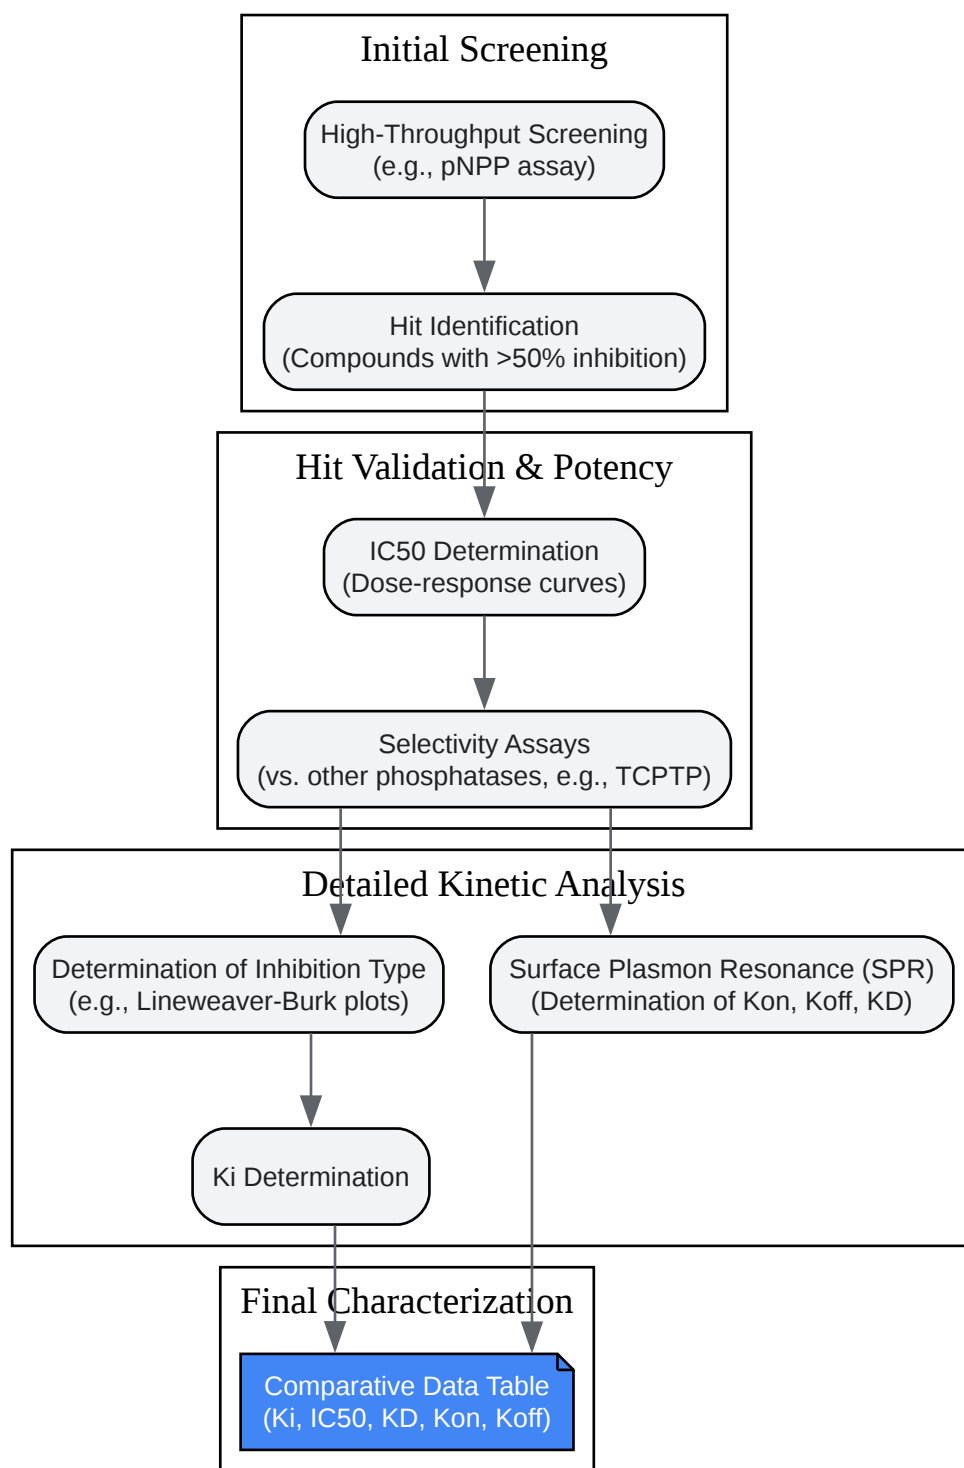 Initial Screening
High-Throughput Screening
(e.g., pNPP assay)
Hit Identification
(Compounds with >50% inhibition)
Hit Validation & Potency
IC50 Determination
(Dose-response curves)
Selectivity Assays
(vs. other phosphatases, e.g., TCPTP)
Detailed Kinetic Analysis
Determination of Inhibition Type
(e.g., Lineweaver-Burk plots)
Surface Plasmon Resonance (SPR)
(Determination of Kon, Koff, KD)
Ki Determination
Final Characterization
Comparative Data Table
(Ki, IC50, KD, Kon, Koff)